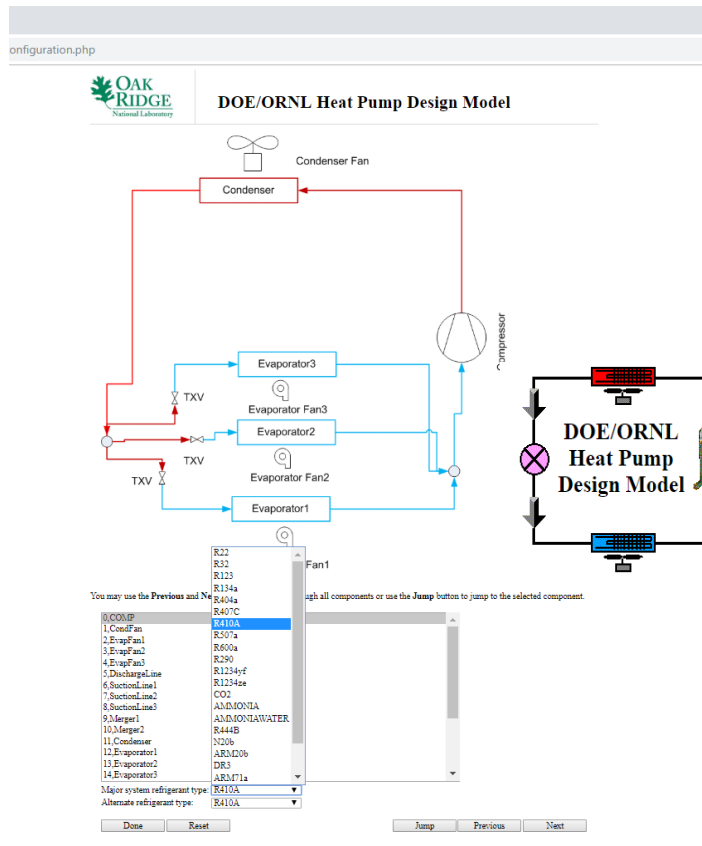 onfiguration.php
OAK
RIDGE
National Laboratory
DOE/ORNL Heat Pump Design Model
Condenser Fan
Condenser
Compressor
Evaporator3
TXV
Evaporator Fan3
Evaporator2
TXV
Evaporator Fan2
TXV
Evaporator1
Fan1
DOE/ORNL
Heat Pump
Design Model
You may use the Previous and Ne
ugh all components or use the Jump button to jump to the selected component.
0,COMP
1,CondFan
2,EvapFan1
3,EvapFan2
4,EvapFan3
5,DischargeLine
6,SuctionLine1
7,SuctionLine2
8,SuctionLine3
9,Merger1
10,Merger2
11,Condenser
12,Evaporator1
13,Evaporator2
14,Evaporator3
R22
R32
R123
R134a
R404a
R407C
R410A
R507a
R600a
R290
R1234yf
R1234ze
CO2
AMMONIA
AMMONIAWATER
R444B
N20b
ARM20b
DR3
ARM71a
Major system refrigerant type: R410A
Alternate refrigerant type: R410A
Done Reset Jump Previous Next